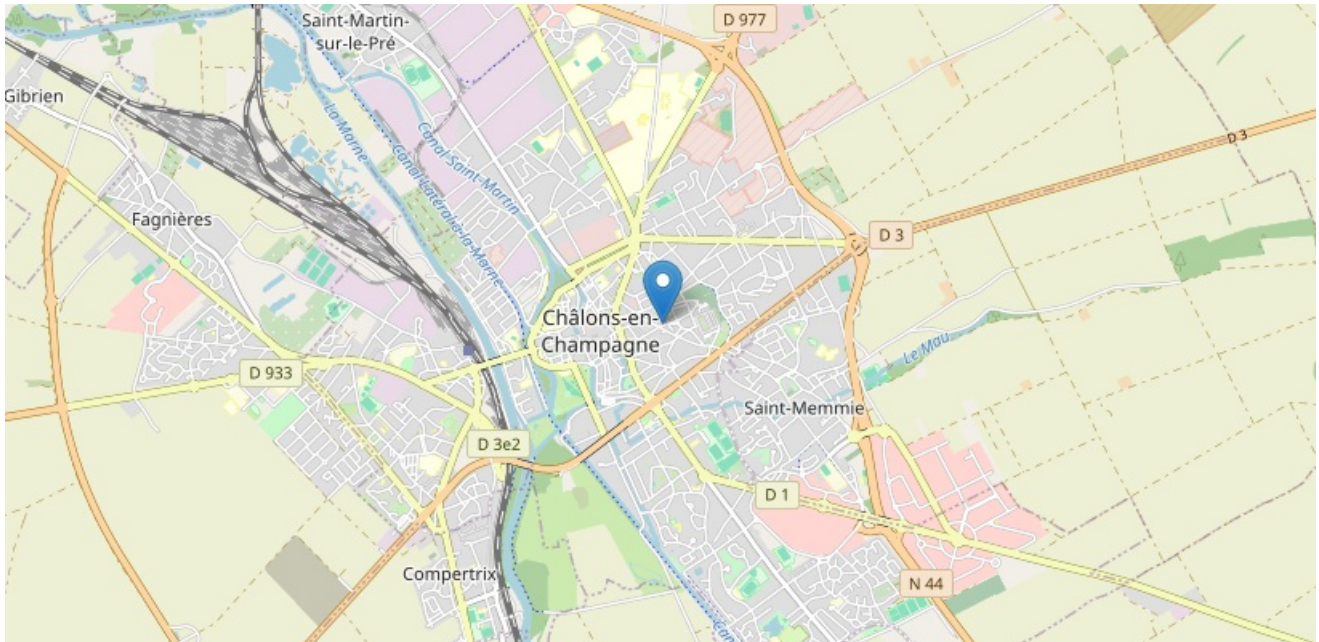 Saint-Martin-
sur-le-Pré
D 977
Gibrien
La Marne
Canal Latéral à la Marne
Canal Saint-Martin
D 3
Fagnières
D 3
Châlons-en-
Champagne
Le Mau
D 933
Saint-Memmie
D 3e2
D 1
Compertrix
N 44